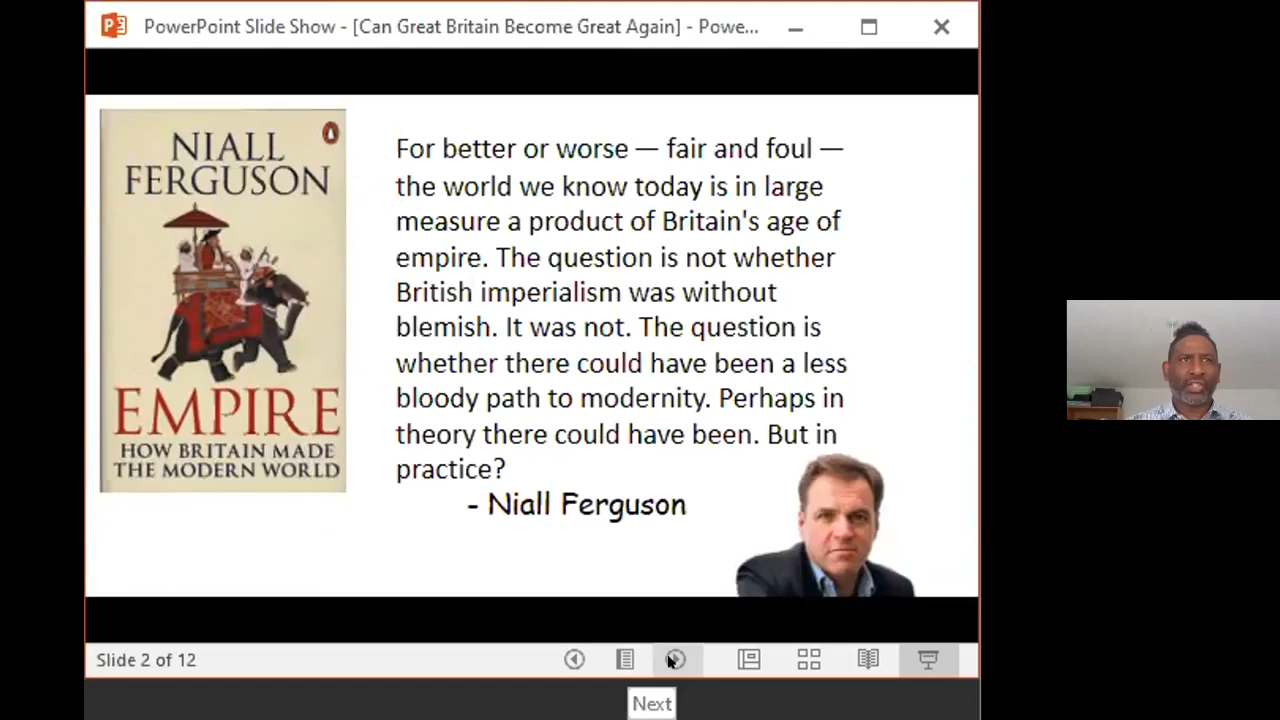 PowerPoint Slide Show - [Can Great Britain Become Great Again] - Powe...
NIALL
FERGUSON
EMPIRE
HOW BRITAIN MADE
THE MODERN WORLD
For better or worse — fair and foul —
the world we know today is in large
measure a product of Britain's age of
empire. The question is not whether
British imperialism was without
blemish. It was not. The question is
whether there could have been a less
bloody path to modernity. Perhaps in
theory there could have been. But in
practice?
- Niall Ferguson
Slide 2 of 12
Next